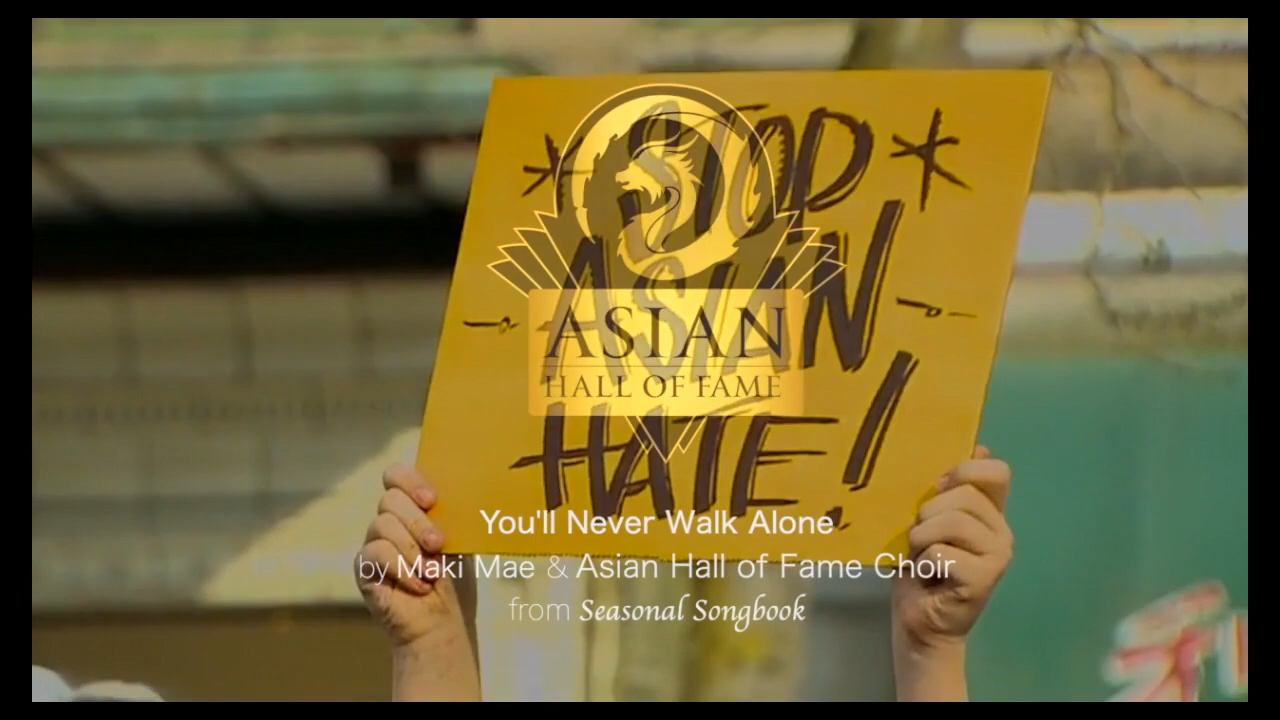 * STOP *
ASIAN
HATE!
ASIAN
HALL OF FAME
You'll Never Walk Alone
by Maki Mae & Asian Hall of Fame Choir
from Seasonal Songbook